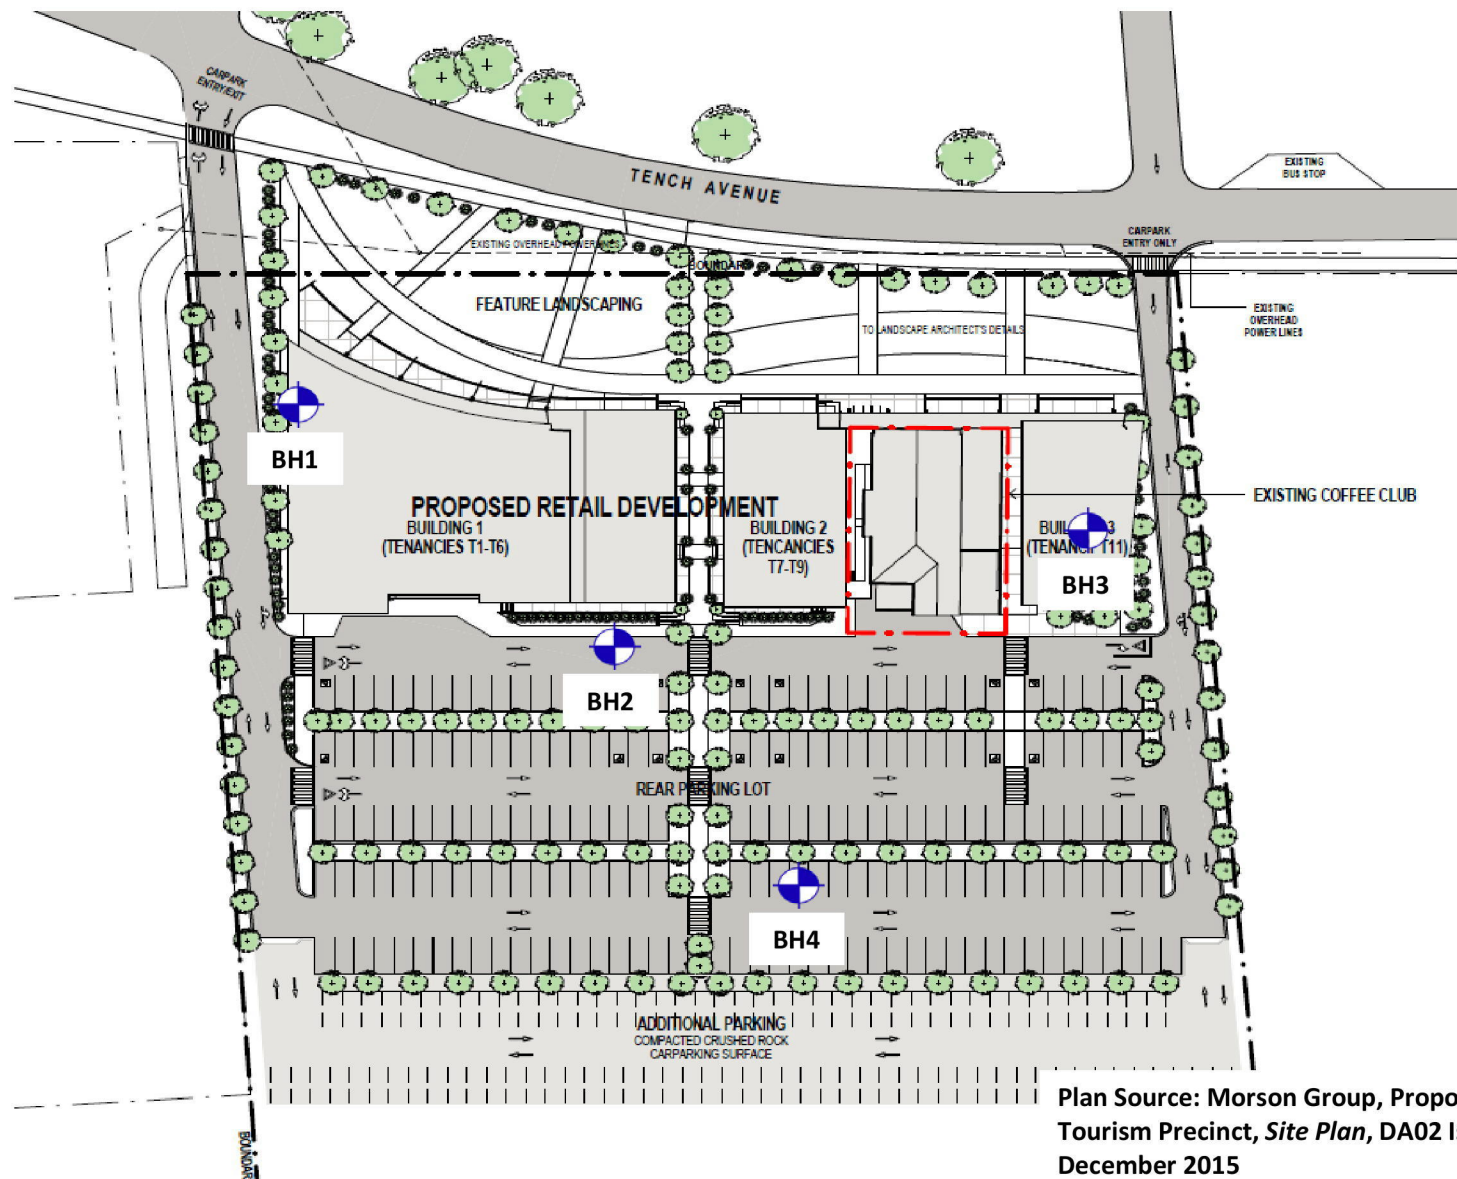 CARPARK
ENTRY/EXIT
TENCH AVENUE
EXISTING
BUS STOP
CARPARK
ENTRY ONLY
EXISTING OVERHEAD POWERLINES
BOUNDARY
FEATURE LANDSCAPING
TO LANDSCAPE ARCHITECT'S DETAILS
EXISTING
OVERHEAD
POWER LINES
BH1
PROPOSED RETAIL DEVELOPMENT
BUILDING 1
(TENANCIES T1-T6)
BUILDING 2
(TENCANCIES
T7-T9)
EXISTING COFFEE CLUB
3
T11)
BH3
BH2
REAR PARKING LOT
BH4
ADDITIONAL PARKING
COMPACTED CRUSHED ROCK
CARPARKING SURFACE
Plan Source: Morson Group, Propo
Tourism Precinct, Site Plan, DA02 I
December 2015
BOUNDAR